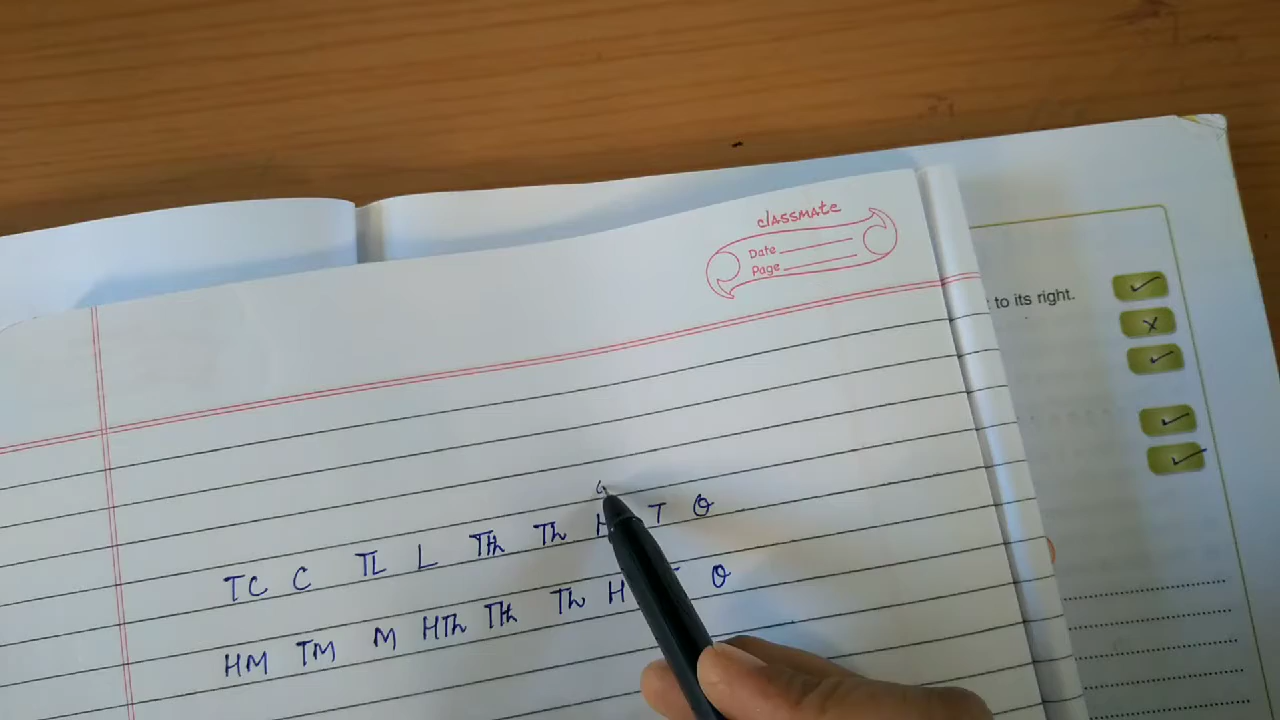 classmate
Date
Page
to its right.
TC C TL L Tth Th H T O
HM TM M HTh Tth Th H O